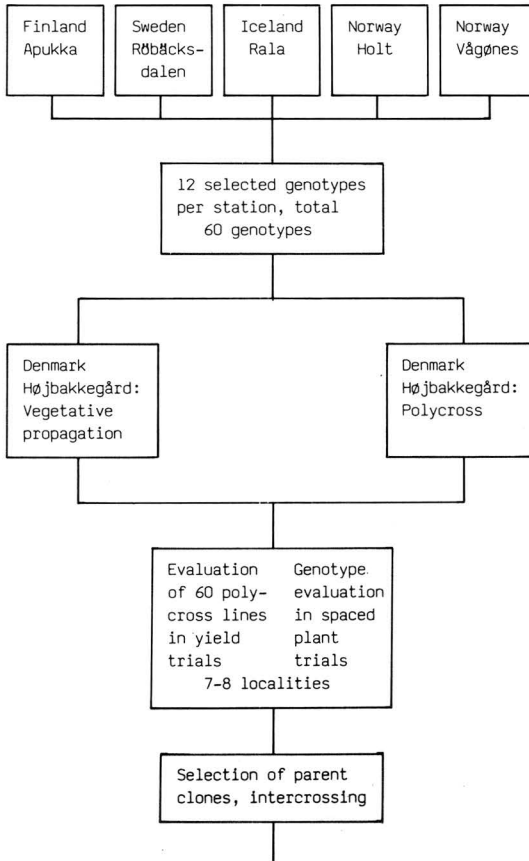 Finland
Apukka
Sweden
Röbäcks-
dalen
Iceland
Rala
Norway
Holt
Norway
Vågønes
12 selected genotypes
per station, total
60 genotypes
Denmark
Højbakkegård:
Vegetative
propagation
Denmark
Højbakkegård:
Polycross
Evaluation
of 60 poly-
cross lines
in yield
trials
Genotype
evaluation
in spaced
plant
trials
7-8 localities
Selection of parent
clones, intercrossing